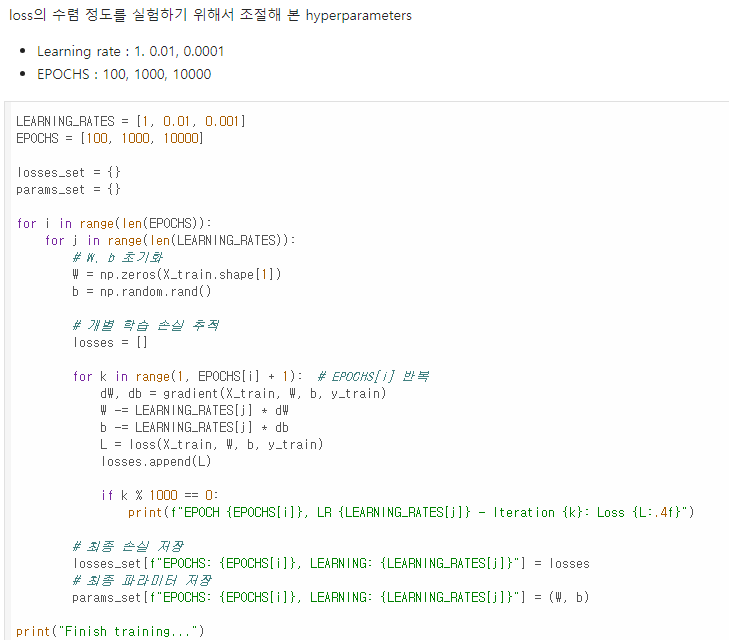 loss의 수렴 정도를 실험하기 위해서 조절해 본 hyperparameters
• Learning rate : 1. 0.01, 0.0001
• EPOCHS : 100, 1000, 10000
LEARNING_RATES = [1, 0.01, 0.001]
EPOCHS = [100, 1000, 10000]
losses_set = {}
params_set = {}
for i in range(len(EPOCHS)):
    for j in range(len(LEARNING_RATES)):
        # W, b 초기화
        W = np.zeros(X_train.shape[1])
        b = np.random.rand()
        # 개별 학습 손실 추적
        losses = []
        for k in range(1, EPOCHS[i] + 1):  # EPOCHS[i] 반복
            dW, db = gradient(X_train, W, b, y_train)
            W -= LEARNING_RATES[j] * dW
            b -= LEARNING_RATES[j] * db
            L = loss(X_train, W, b, y_train)
            losses.append(L)
            if k % 1000 == 0:
                print(f"EPOCH {EPOCHS[i]}, LR {LEARNING_RATES[j]} - Iteration {k}: Loss {L:.4f}")
        # 최종 손실 저장
        losses_set[f"EPOCHS: {EPOCHS[i]}, LEARNING: {LEARNING_RATES[j]}"] = losses
        # 최종 파라미터 저장
        params_set[f"EPOCHS: {EPOCHS[i]}, LEARNING: {LEARNING_RATES[j]}"] = (W, b)
print("Finish training...")